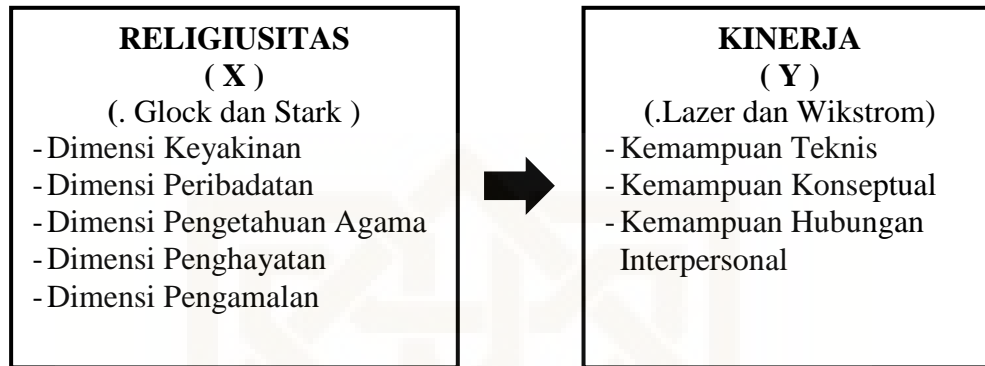 RELIGIUSITAS
( X )
(. Glock dan Stark )
-Dimensi Keyakinan
-Dimensi Peribadatan
-Dimensi Pengetahuan Agama
-Dimensi Penghayatan
-Dimensi Pengamalan
KINERJA
( Y )
(.Lazer dan Wikstrom)
-Kemampuan Teknis
-Kemampuan Konseptual
-Kemampuan Hubungan
Interpersonal